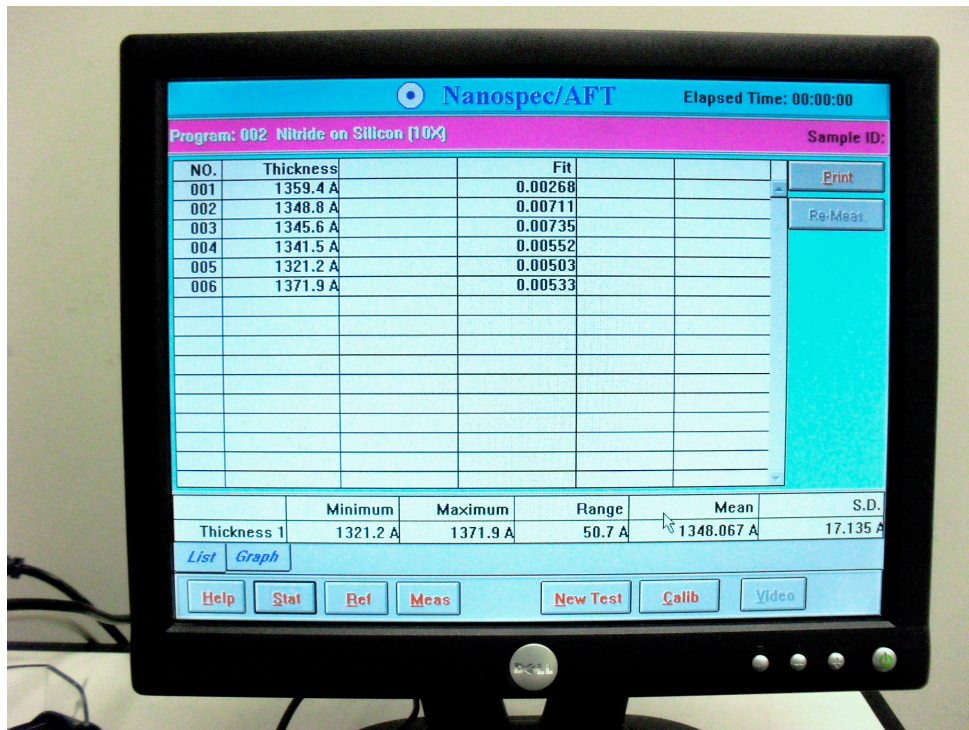 Nanospec/AFT Elapsed Time: 00:00:00
Program: 002 Nitride on Silicon (10X) Sample ID:
NO. Thickness Fit
Print
001 1359.4 A 0.00268
002 1348.8 A 0.00711
Re-Meas.
003 1345.6 A 0.00735
004 1341.5 A 0.00552
005 1321.2 A 0.00503
006 1371.9 A 0.00533
Minimum Maximum Range Mean S.D.
Thickness 1 1321.2 A 1371.9 A 50.7 A 1348.067 A 17.135 A
List Graph
Help Stat Ref Meas New Test Calib Video
DELL